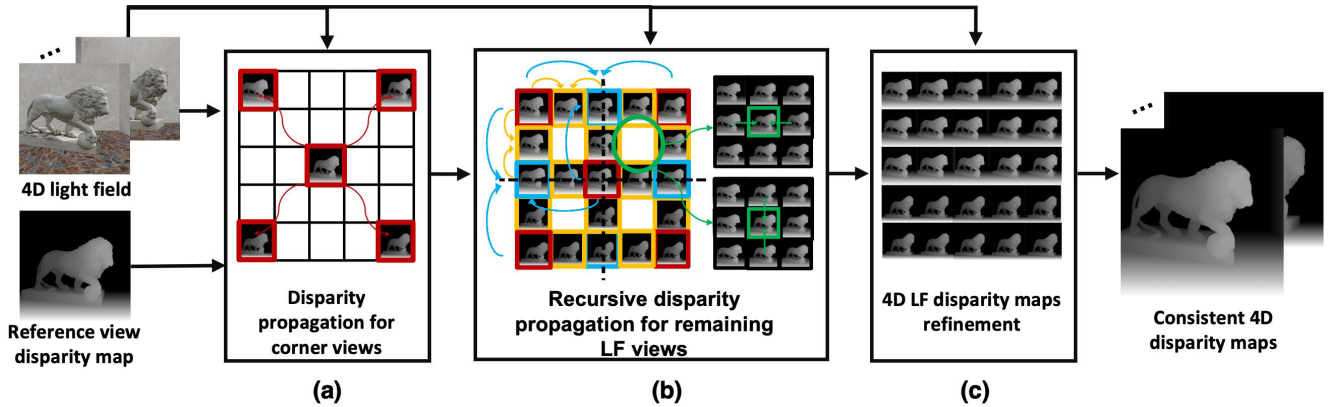 4D light field
Reference view
disparity map
Disparity
propagation for
corner views
(a)
Recursive disparity
propagation for remaining
LF views
(b)
4D LF disparity maps
refinement
(c)
Consistent 4D
disparity maps